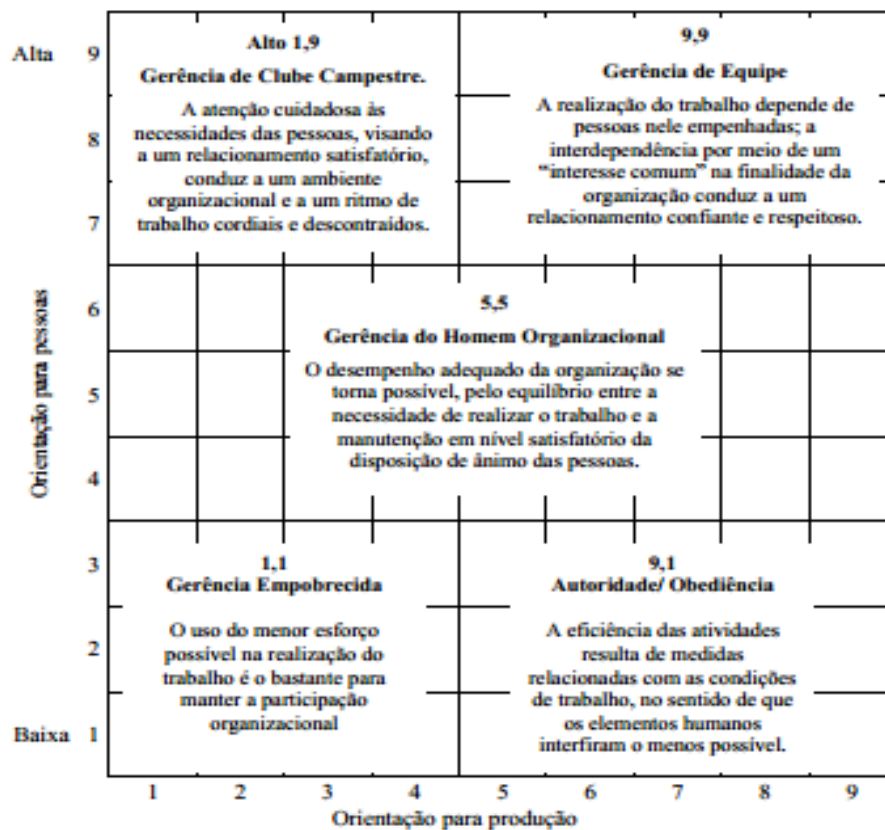 Alta 9
Alto 1,9
Gerência de Clube Campestre.
A atenção cuidadosa às
necessidades das pessoas, visando
a um relacionamento satisfatório,
conduz a um ambiente
organizacional e a um ritmo de
trabalho cordiais e descontraídos.
9,9
Gerência de Equipe
A realização do trabalho depende de
pessoas nele empenhadas; a
interdependência por meio de um
“interesse comum” na finalidade da
organização conduz a um
relacionamento confiante e respeitoso.
8
7
Orientação para pessoas
6
5,5
Gerência do Homem Organizacional
O desempenho adequado da organização se
torna possível, pelo equilíbrio entre a
necessidade de realizar o trabalho e a
manutenção em nível satisfatório da
disposição de ânimo das pessoas.
5
4
3
1,1
Gerência Empobrecida
O uso do menor esforço
possível na realização do
trabalho é o bastante para
manter a participação
organizacional
9,1
Autoridade/ Obediência
A eficiência das atividades
resulta de medidas
relacionadas com as condições
de trabalho, no sentido de que
os elementos humanos
interfiram o menos possível.
2
Baixa 1
1 2 3 4 5 6 7 8 9
Orientação para produção